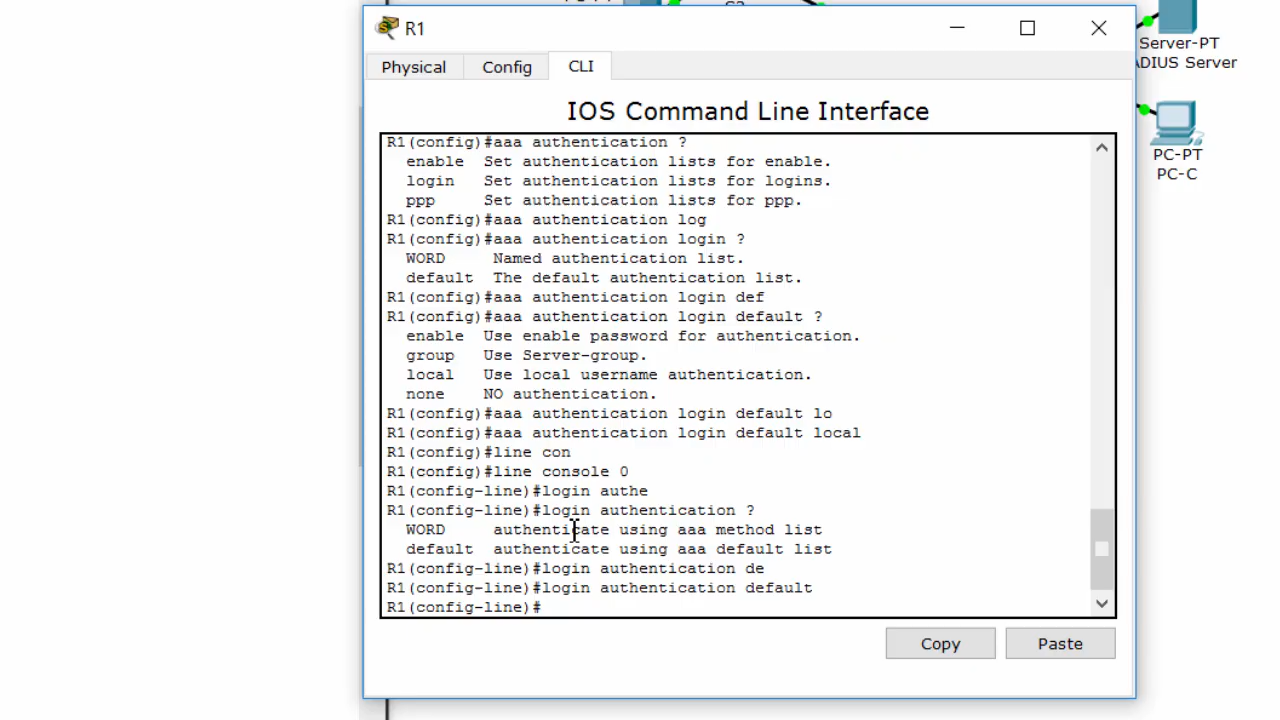 R1
Physical
Config
CLI
IOS Command Line Interface
R1(config)#aaa authentication ?
enable Set authentication lists for enable.
login Set authentication lists for logins.
ppp Set authentication lists for ppp.
R1(config)#aaa authentication log
R1(config)#aaa authentication login ?
WORD Named authentication list.
default The default authentication list.
R1(config)#aaa authentication login def
R1(config)#aaa authentication login default ?
enable Use enable password for authentication.
group Use Server-group.
local Use local username authentication.
none NO authentication.
R1(config)#aaa authentication login default lo
R1(config)#aaa authentication login default local
R1(config)#line con
R1(config)#line console 0
R1(config-line)#login authe
R1(config-line)#login authentication ?
WORD authenticate using aaa method list
default authenticate using aaa default list
R1(config-line)#login authentication de
R1(config-line)#login authentication default
R1(config-line)#
Copy
Paste
Server-PT
ADIUS Server
PC-PT
PC-C